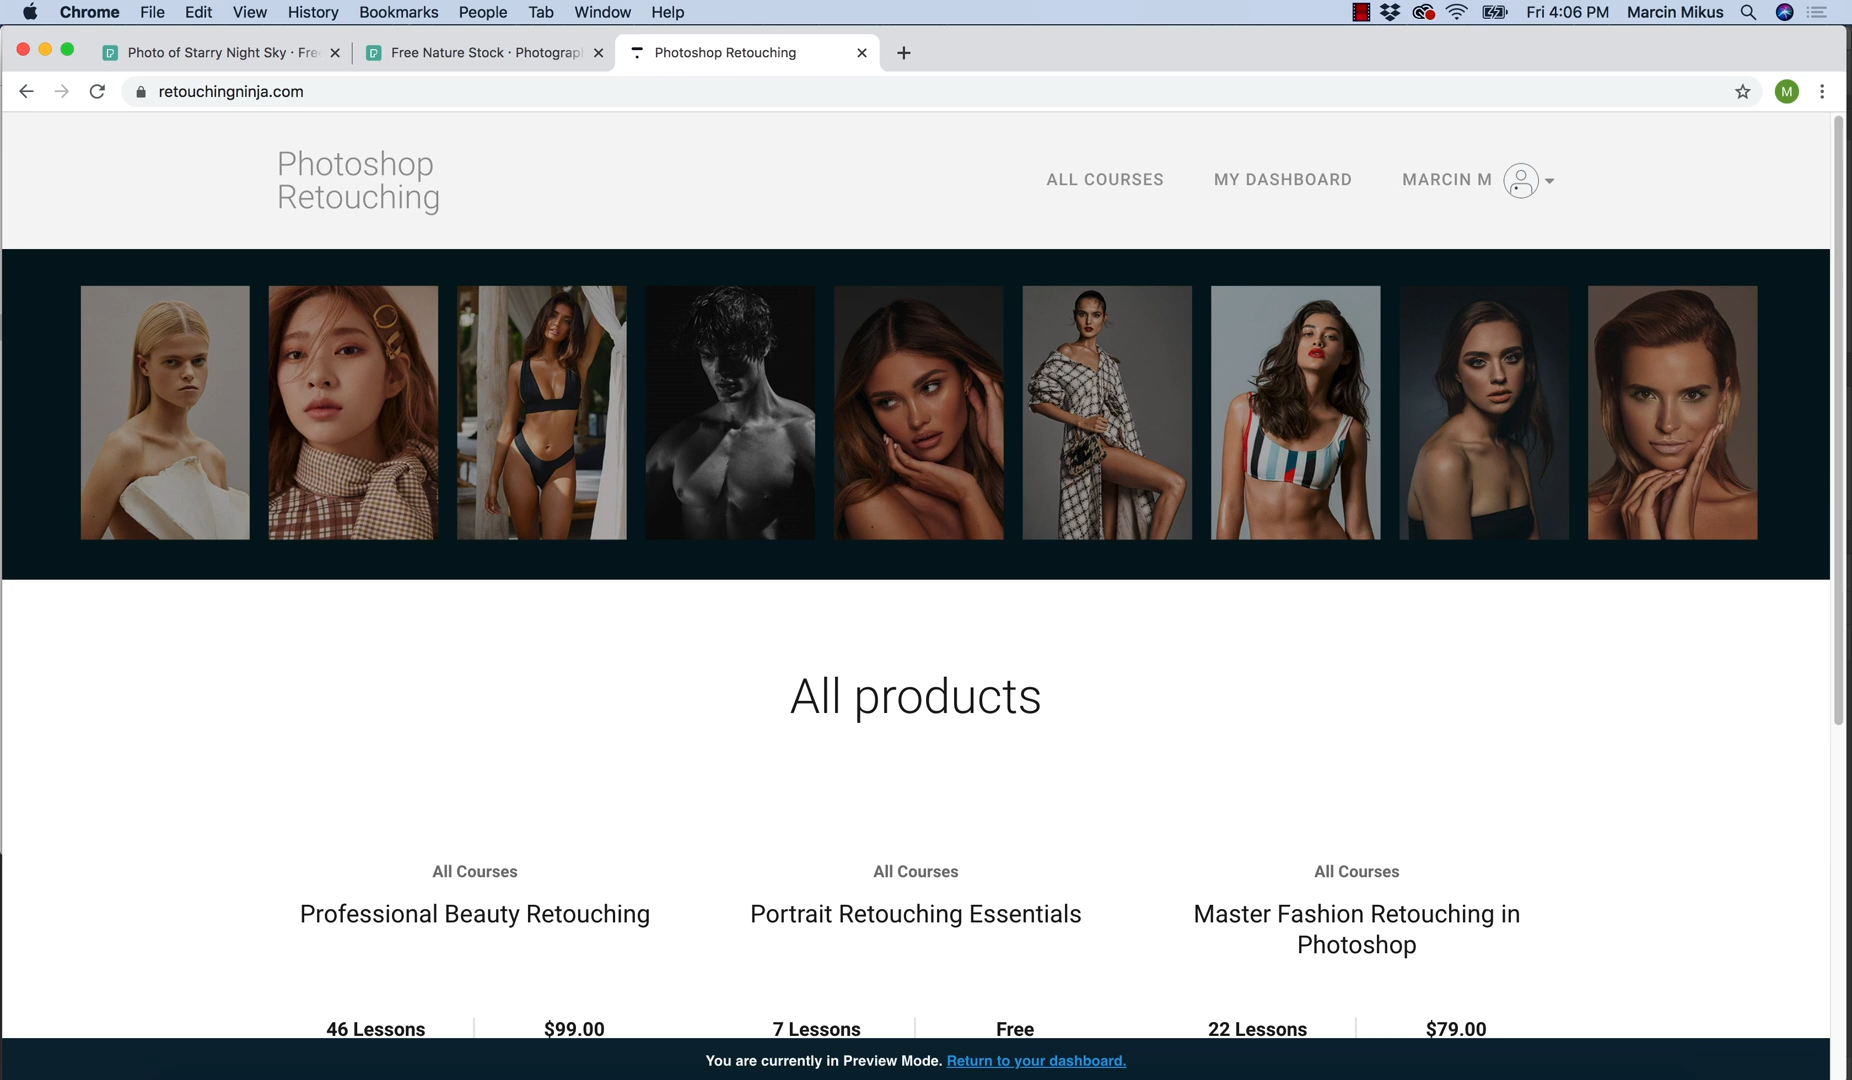 Chrome File Edit View History Bookmarks People Tab Window Help Fri 4:06 PM Marcin Mikus
Photo of Starry Night Sky · Fre
Free Nature Stock · Photograp
Photoshop Retouching
retouchingninja.com
M
Photoshop
Retouching
ALL COURSES
MY DASHBOARD
MARCIN M
All products
All Courses
Professional Beauty Retouching
46 Lessons
$99.00
All Courses
Portrait Retouching Essentials
7 Lessons
Free
All Courses
Master Fashion Retouching in
Photoshop
22 Lessons
$79.00
You are currently in Preview Mode. Return to your dashboard.